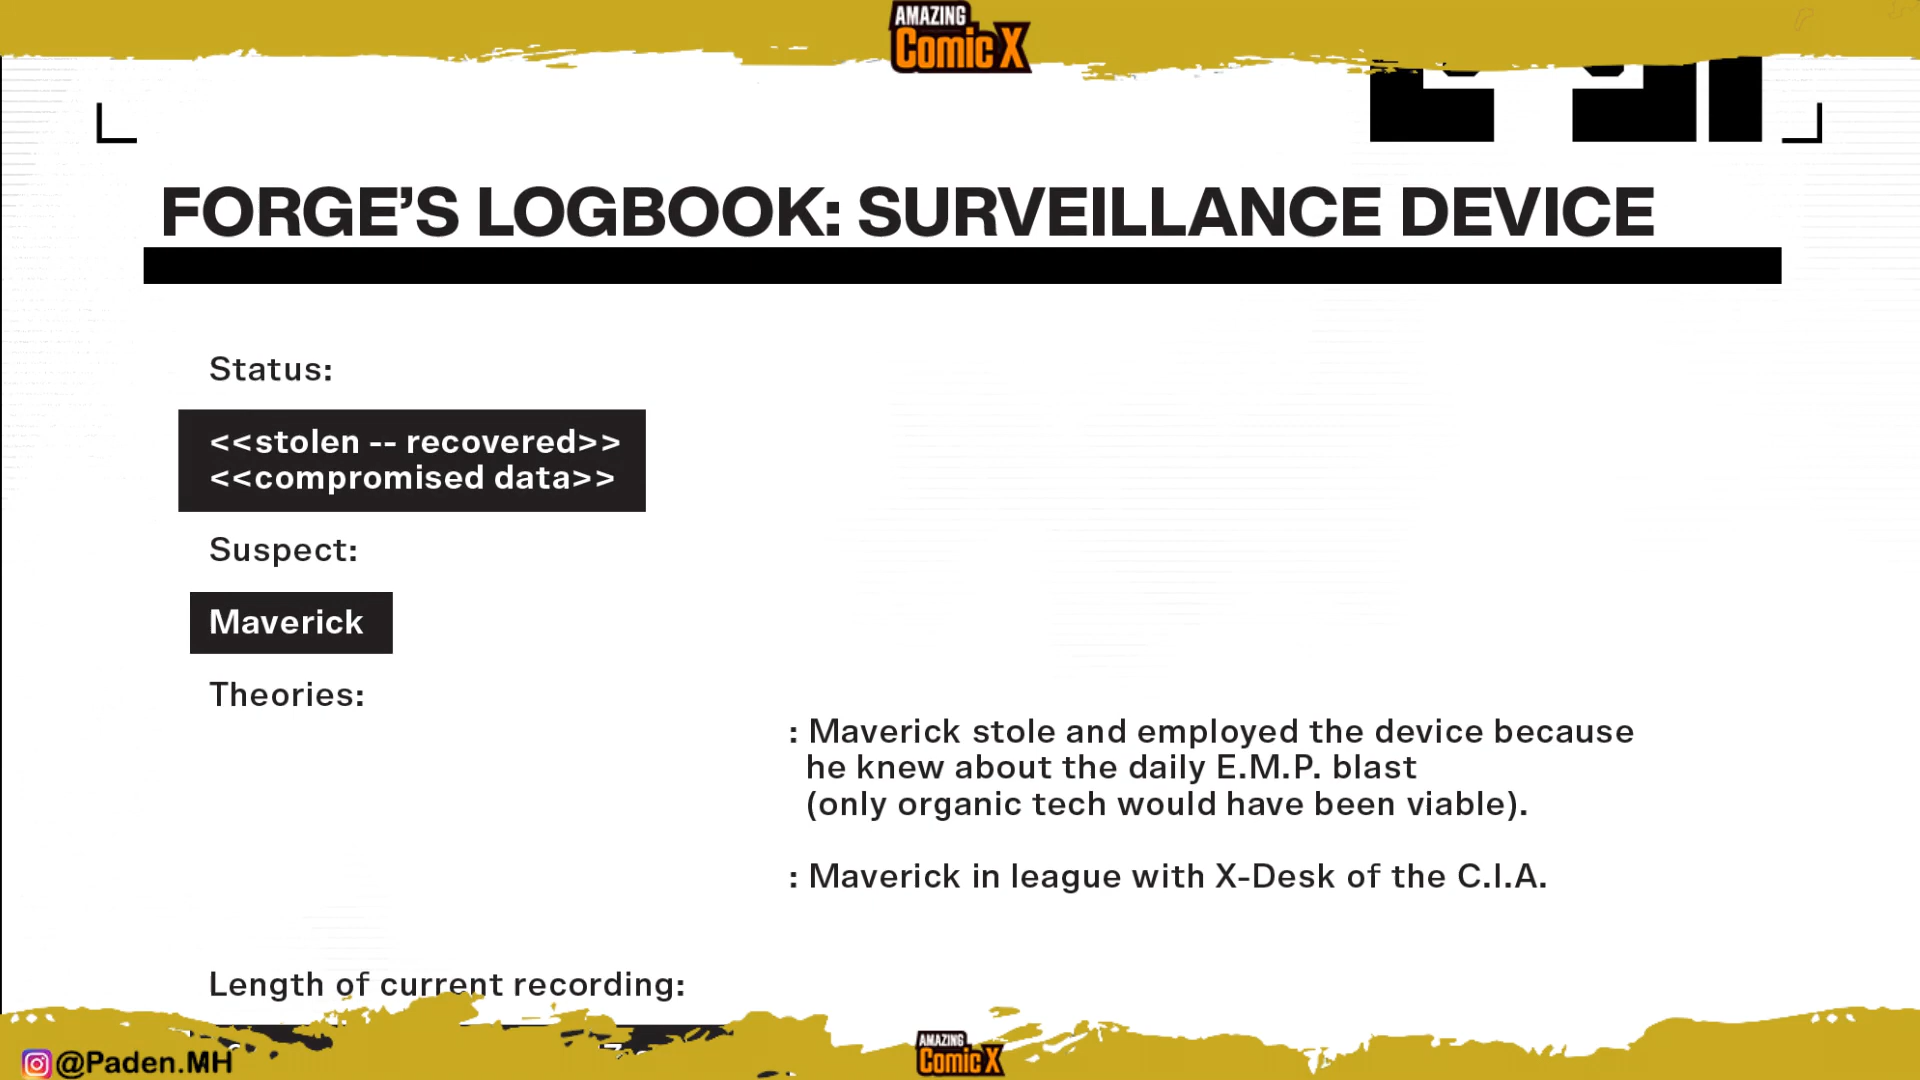 AMAZING
Comic X
FORGE’S LOGBOOK: SURVEILLANCE DEVICE
Status:
<<stolen -- recovered>>
<<compromised data>>
Suspect:
Maverick
Theories:
: Maverick stole and employed the device because
he knew about the daily E.M.P. blast
(only organic tech would have been viable).
: Maverick in league with X-Desk of the C.I.A.
Length of current recording:
@Paden.MH
AMAZING
Comic X